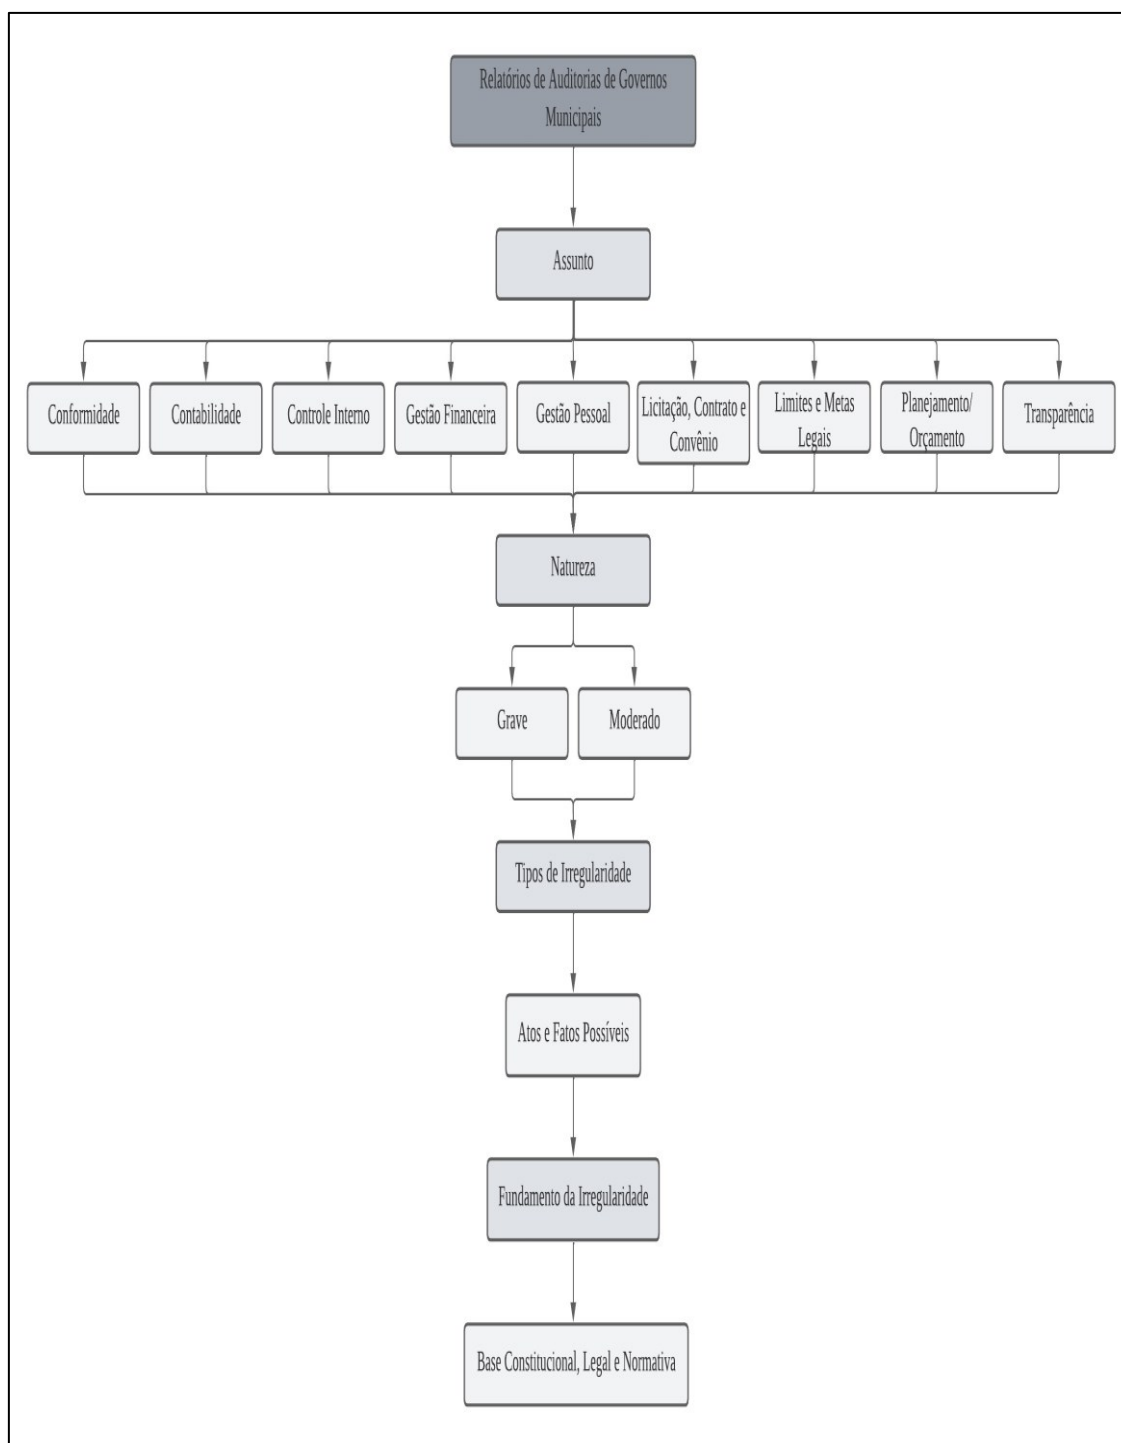 Relatórios de Auditorias de Governos
Municipais
Assunto
Conformidade
Contabilidade
Controle Interno
Gestão Financeira
Gestão Pessoal
Licitação, Contrato e
Convênio
Limites e Metas
Legais
Planejamento/
Orçamento
Transparência
Natureza
Grave
Moderado
Tipos de Irregularidade
Atos e Fatos Possíveis
Fundamento da Irregularidade
Base Constitucional, Legal e Normativa